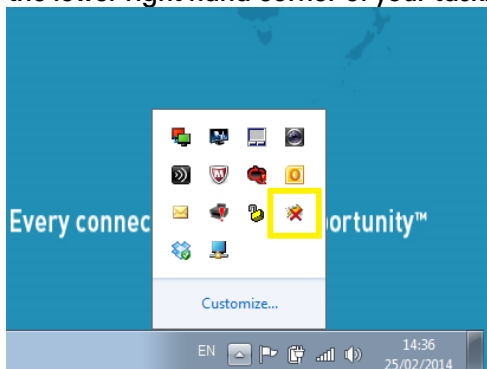 the lower right hand corner of your task
Every connec ortunity™
Customize...
EN
14:36
25/02/2014